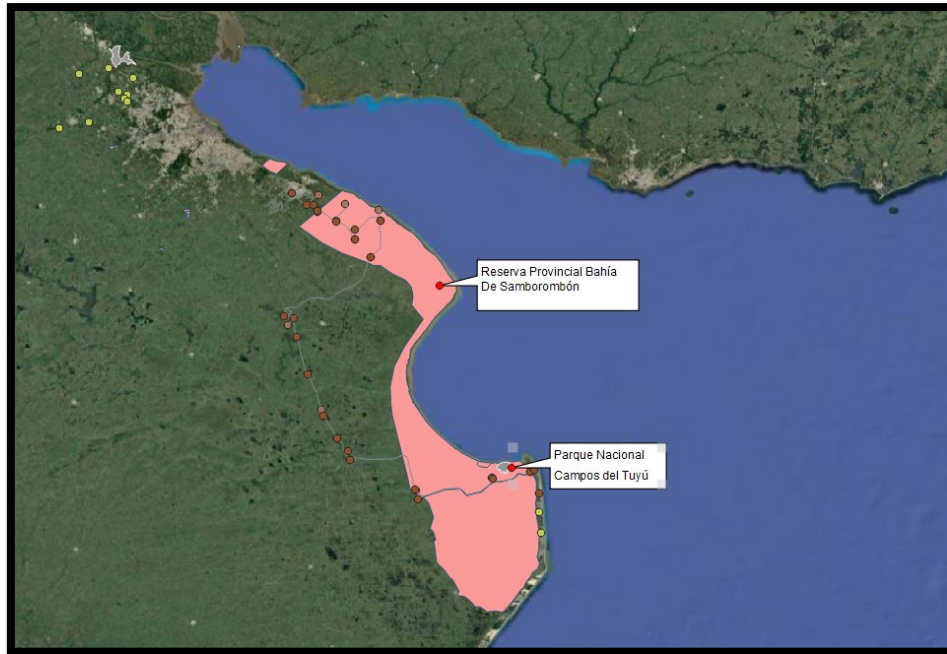 Reserva Provincial Bahía
De Samborombón
Parque Nacional
Campos del Tuyú